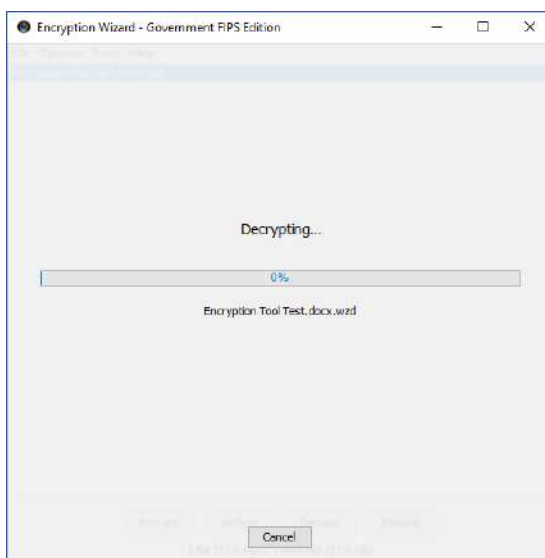 Encryption Wizard - Government FIPS Edition
Decrypting...
0%
Encryption Tool Test.docx.wzd
Cancel